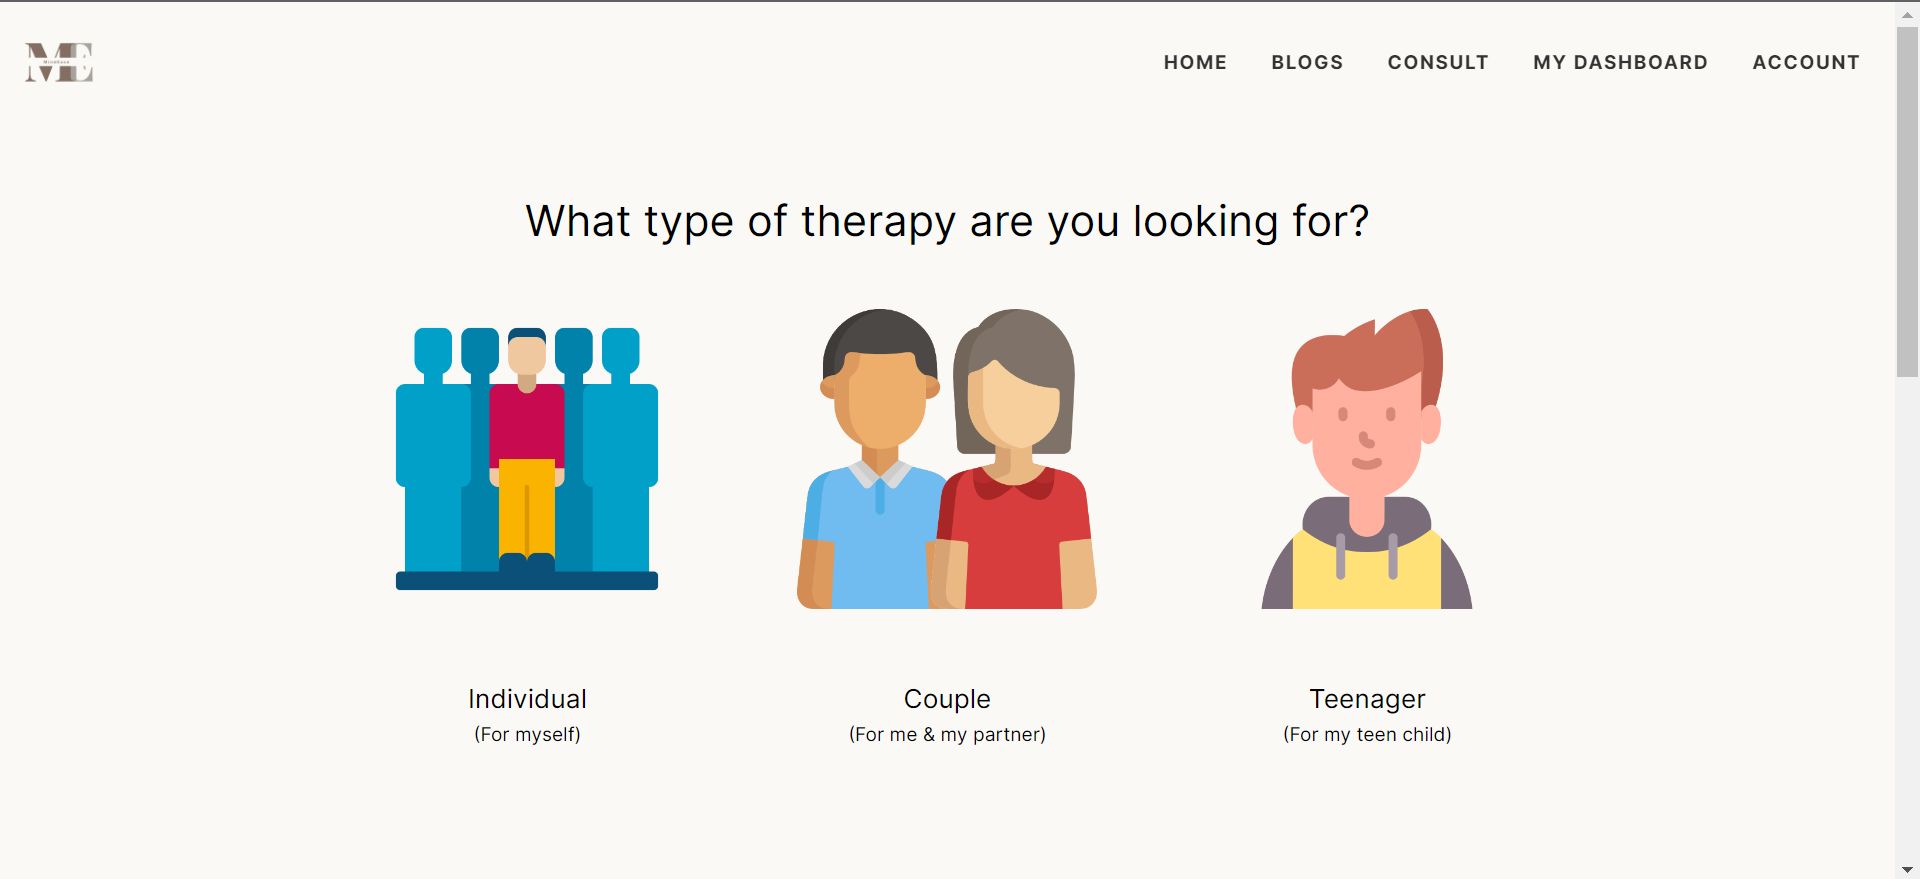 ME
HOME
BLOGS
CONSULT
MY DASHBOARD
ACCOUNT
What type of therapy are you looking for?
Individual
(For myself)
Couple
(For me & my partner)
Teenager
(For my teen child)